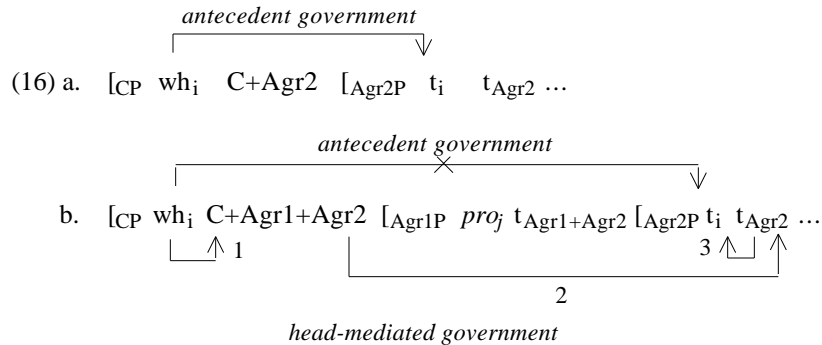 antecedent government
(16) a. [CP whi C+Agr2 [Agr2P ti tAgr2 ...
antecedent government
b. [CP whi C+Agr1+Agr2 [Agr1P proj tAgr1+Agr2 [Agr2P ti tAgr2 ...
1 3
2
head-mediated government